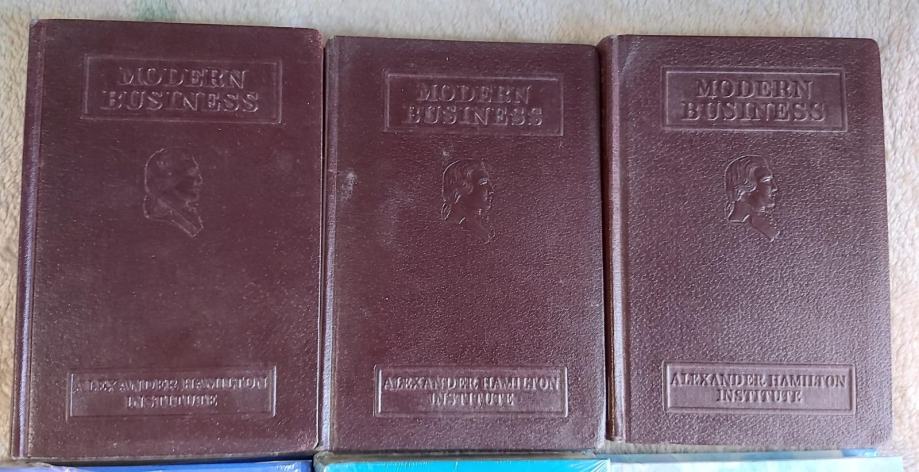 MODERN
BUSINESS
ALEXANDER HAMILTON
INSTITUTE
MODERN
BUSINESS
ALEXANDER HAMILTON
INSTITUTE
MODERN
BUSINESS
ALEXANDER HAMILTON
INSTITUTE